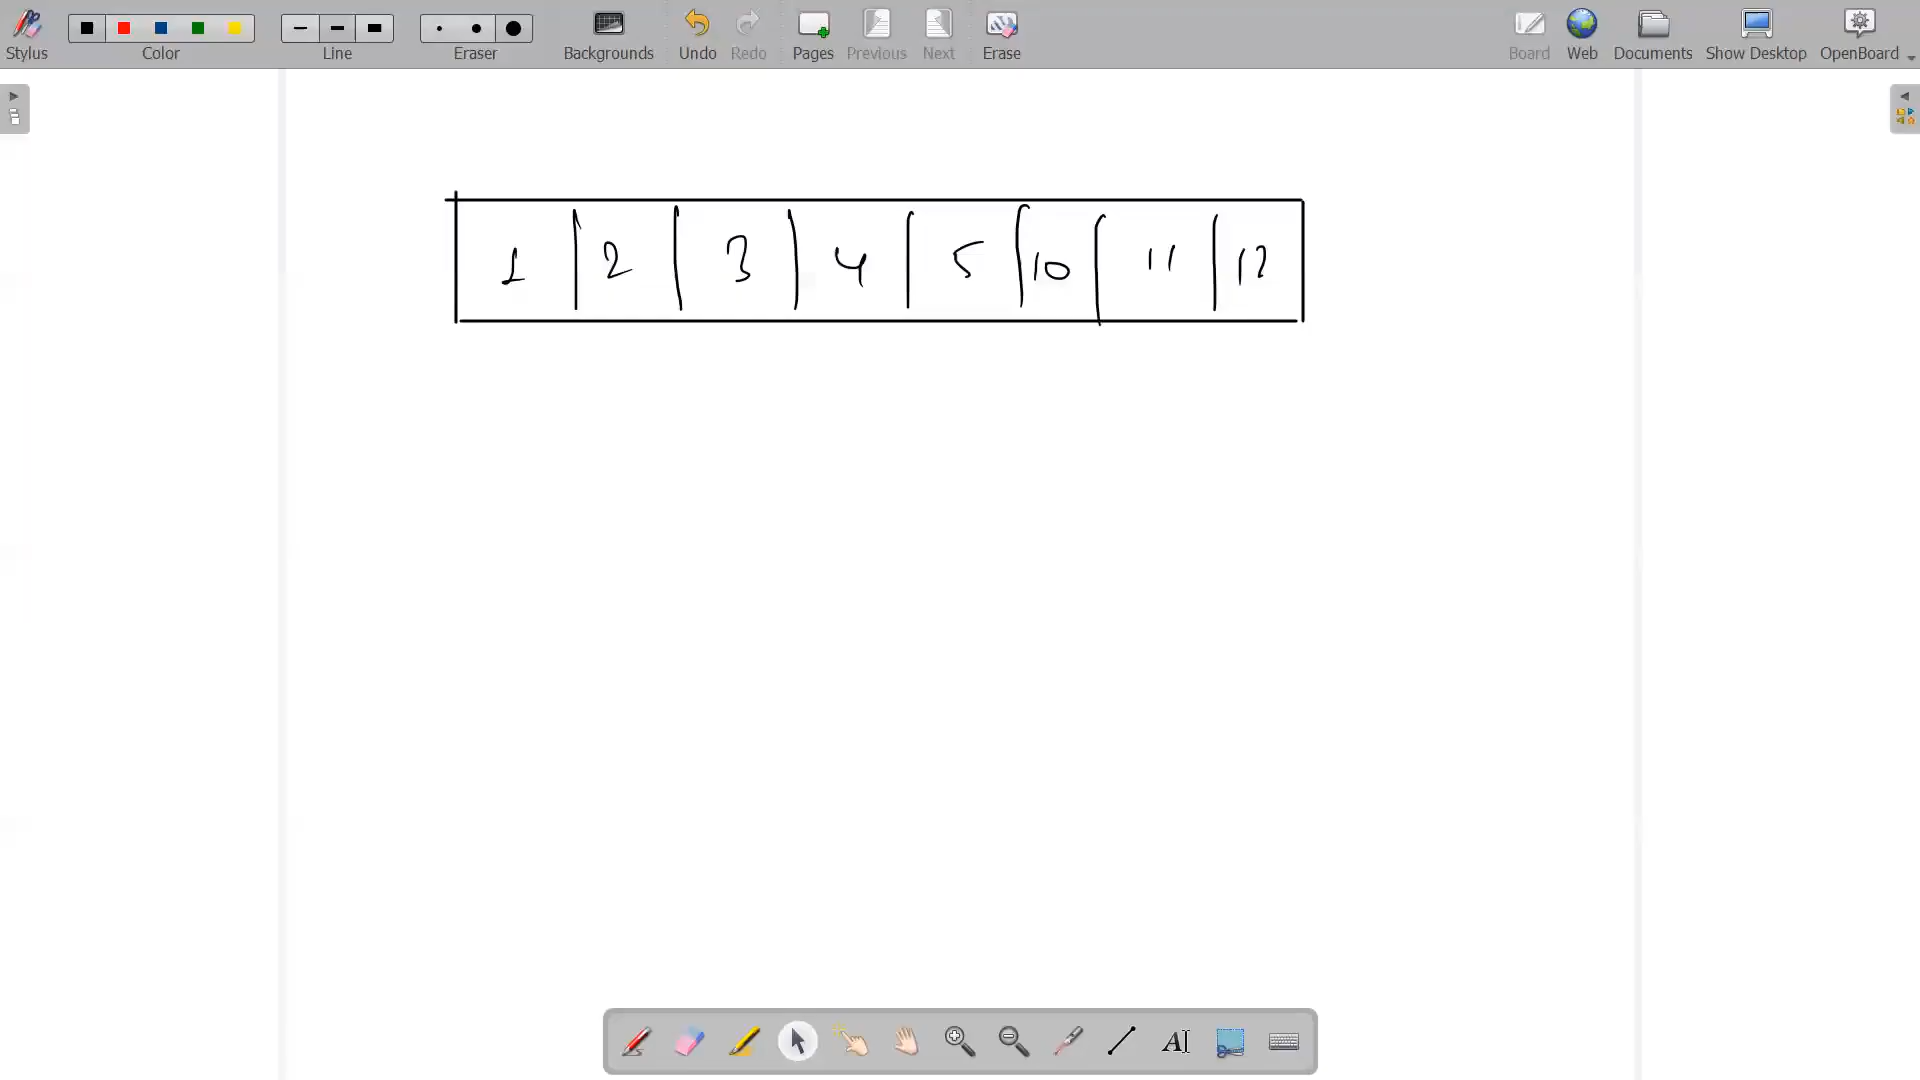 Stylus Color Line Eraser Backgrounds Undo Redo Pages Previous Next Erase Board Web Documents Show Desktop OpenBoard
1 2 3 4 5 10 11 12
AI